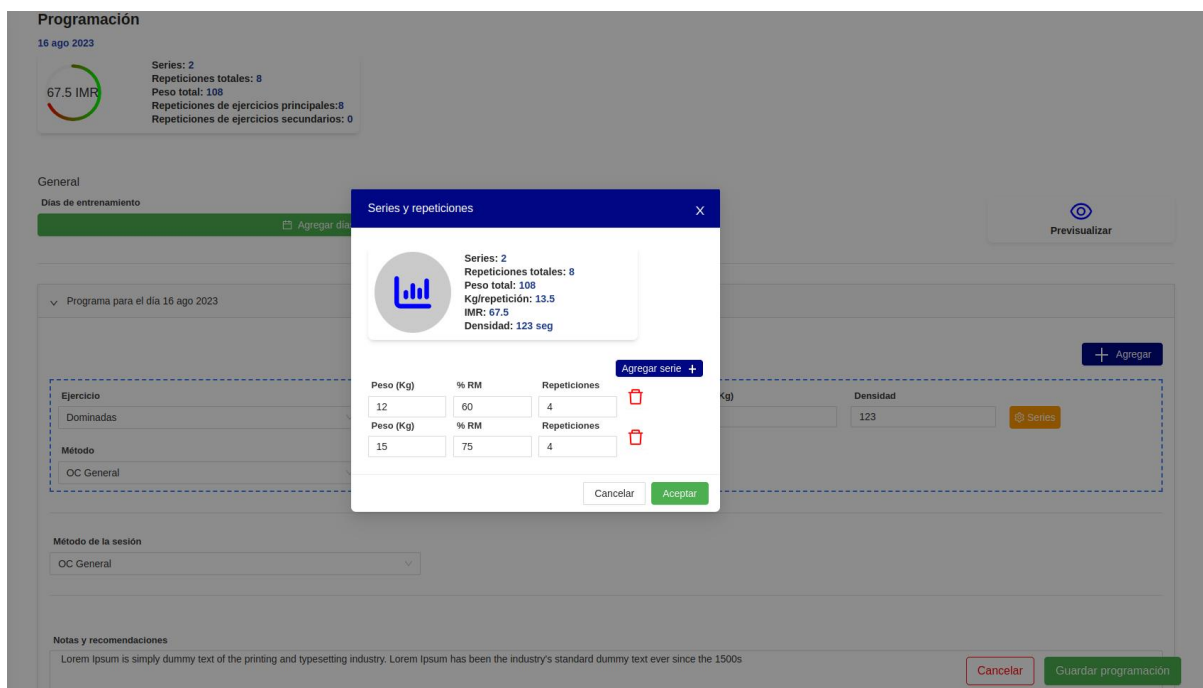 Programación
16 ago 2023
67.5 IMR
Series: 2
Repeticiones totales: 8
Peso total: 108
Repeticiones de ejercicios principales:8
Repeticiones de ejercicios secundarios: 0
General
Días de entrenamiento
Agregar día
Previsualizar
Programa para el día 16 ago 2023
Agregar
Ejercicio
Dominadas
Método
OC General
Kg)
Densidad
123
Series
Series y repeticiones
X
Series: 2
Repeticiones totales: 8
Peso total: 108
Kg/repetición: 13.5
IMR: 67.5
Densidad: 123 seg
Agregar serie +
Peso (Kg) % RM Repeticiones
12 60 4
Peso (Kg) % RM Repeticiones
15 75 4
Cancelar Aceptar
Método de la sesión
OC General
Notas y recomendaciones
Lorem Ipsum is simply dummy text of the printing and typesetting industry. Lorem Ipsum has been the industry's standard dummy text ever since the 1500s
Cancelar Guardar programación